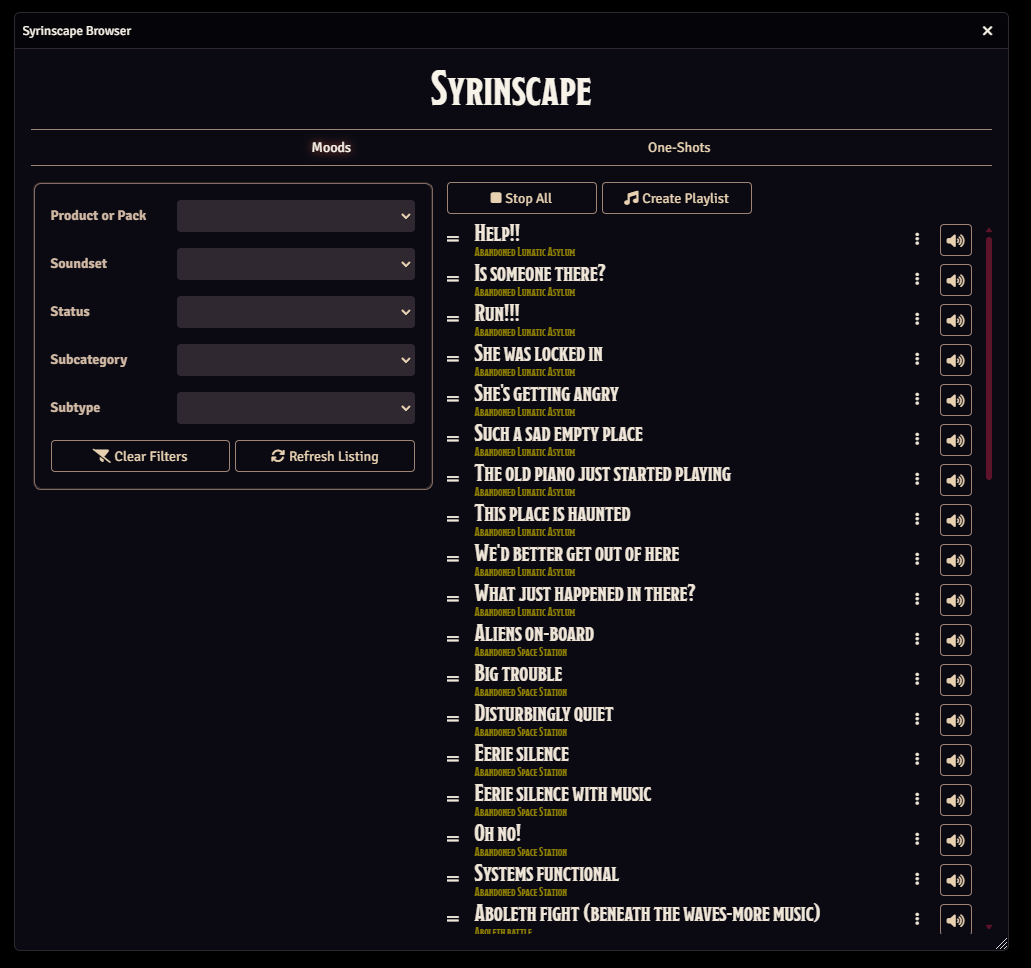 Syrinscape Browser
Syrinscape
Moods
One-Shots
Product or Pack
Soundset
Status
Subcategory
Subtype
Clear Filters
Refresh Listing
Stop All
Create Playlist
Help!!
Abandoned Lunatic Asylum
Is someone there?
Abandoned Lunatic Asylum
Run!!!
Abandoned Lunatic Asylum
She was locked in
Abandoned Lunatic Asylum
She's getting angry
Abandoned Lunatic Asylum
Such a sad empty place
Abandoned Lunatic Asylum
The old piano just started playing
Abandoned Lunatic Asylum
This place is haunted
Abandoned Lunatic Asylum
We'd better get out of here
Abandoned Lunatic Asylum
What just happened in there?
Abandoned Lunatic Asylum
Aliens on-board
Abandoned Space Station
Big trouble
Abandoned Space Station
Disturbingly quiet
Abandoned Space Station
Eerie silence
Abandoned Space Station
Eerie silence with music
Abandoned Space Station
Oh no!
Abandoned Space Station
Systems functional
Abandoned Space Station
Aboleth fight (beneath the waves-more music)
Aboleth battle